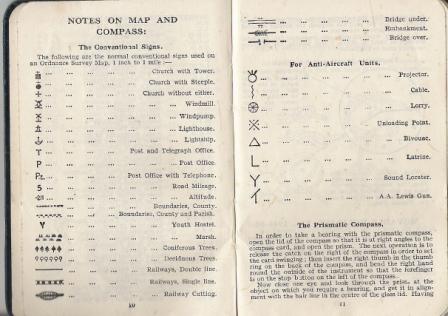 NOTES ON MAP AND
COMPASS:
The Conventional Signs.
The following are the normal conventional signs used on
an Ordnance Survey Map, 1 inch to 1 mile :—
... ... ... Church with Tower.
... ... ... Church with Steeple.
... ... ... Church without either.
... ... ... ... Windmill.
... ... ... ... Windpump.
... ... ... ... Lighthouse.
... ... ... ... Lightship.
T ... ... Post and Telegraph Office.
P ... ... ... ... Post Office.
P ... ... Post Office with Telephone.
5 ... ... ... Road Mileage.
... ... ... ... Altitude.
... ... ... Boundaries, County.
... Boundaries, County and Parish.
Y ... ... ... Youth Hostel.
... ... ... ... Marsh.
... ... ... Coniferous Trees.
... ... ... Deciduous Trees.
... ... Railways, Double line.
... ... Railways, Single line.
... ... ... Railway Cutting.
10
... ... ... ... Bridge under.
... ... ... ... Embankment.
... ... ... ... Bridge over.
For Anti-Aircraft Units.
... ... ... ... Projector.
... ... ... ... Cable.
... ... ... ... Lorry.
... ... ... Unloading Point.
... ... ... ... Bivouac.
L ... ... ... ... Latrine.
Y ... ... ... Sound Locator.
... ... ... A.A. Lewis Gun.
The Prismatic Compass.
In order to take a bearing with the prismatic compass,
open the lid of the compass so that it is at right angles to the
compass card, and open the prism. The next operation is to
release the catch on the right of the compass in order to set
the card swinging; then insert the right thumb in the thumb
ring on the back of the compass, and bend the right hand
round the outside of the instrument so that the forefinger
is on the stop button on the left of the compass.
Now close one eye and look through the prism at the
object on which you require a bearing, and get it in align-
ment with the hair line in the centre of the glass lid. Having
11